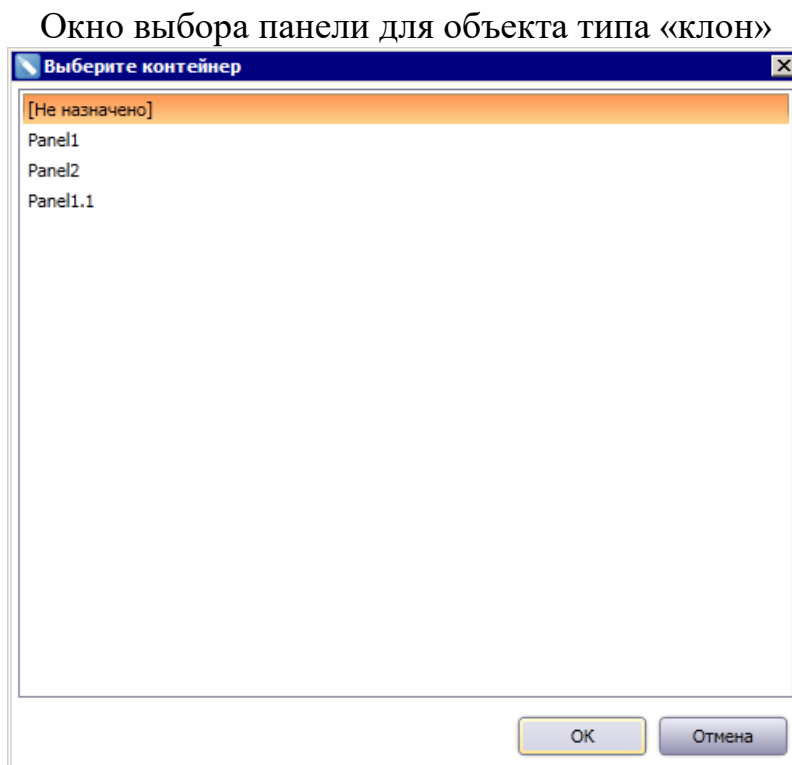 Окно выбора панели для объекта типа «клон»
Выберите контейнер
[Не назначено]
Panel1
Panel2
Panel1.1
ОК
Отмена